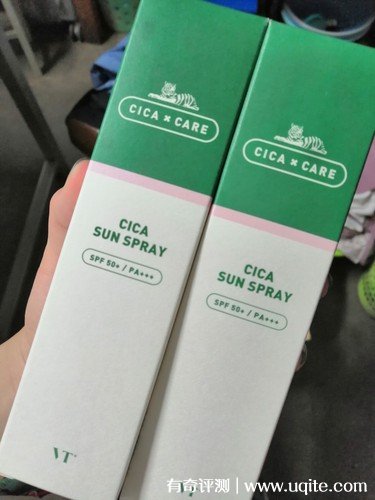 CICA × CARE
CICA
SUN SPRAY
SPF 50+ / PA+++
VT
CICA × CARE
CICA
SUN SPRAY
SPF 50+ / PA+++
有奇评测 | www.uqite.com